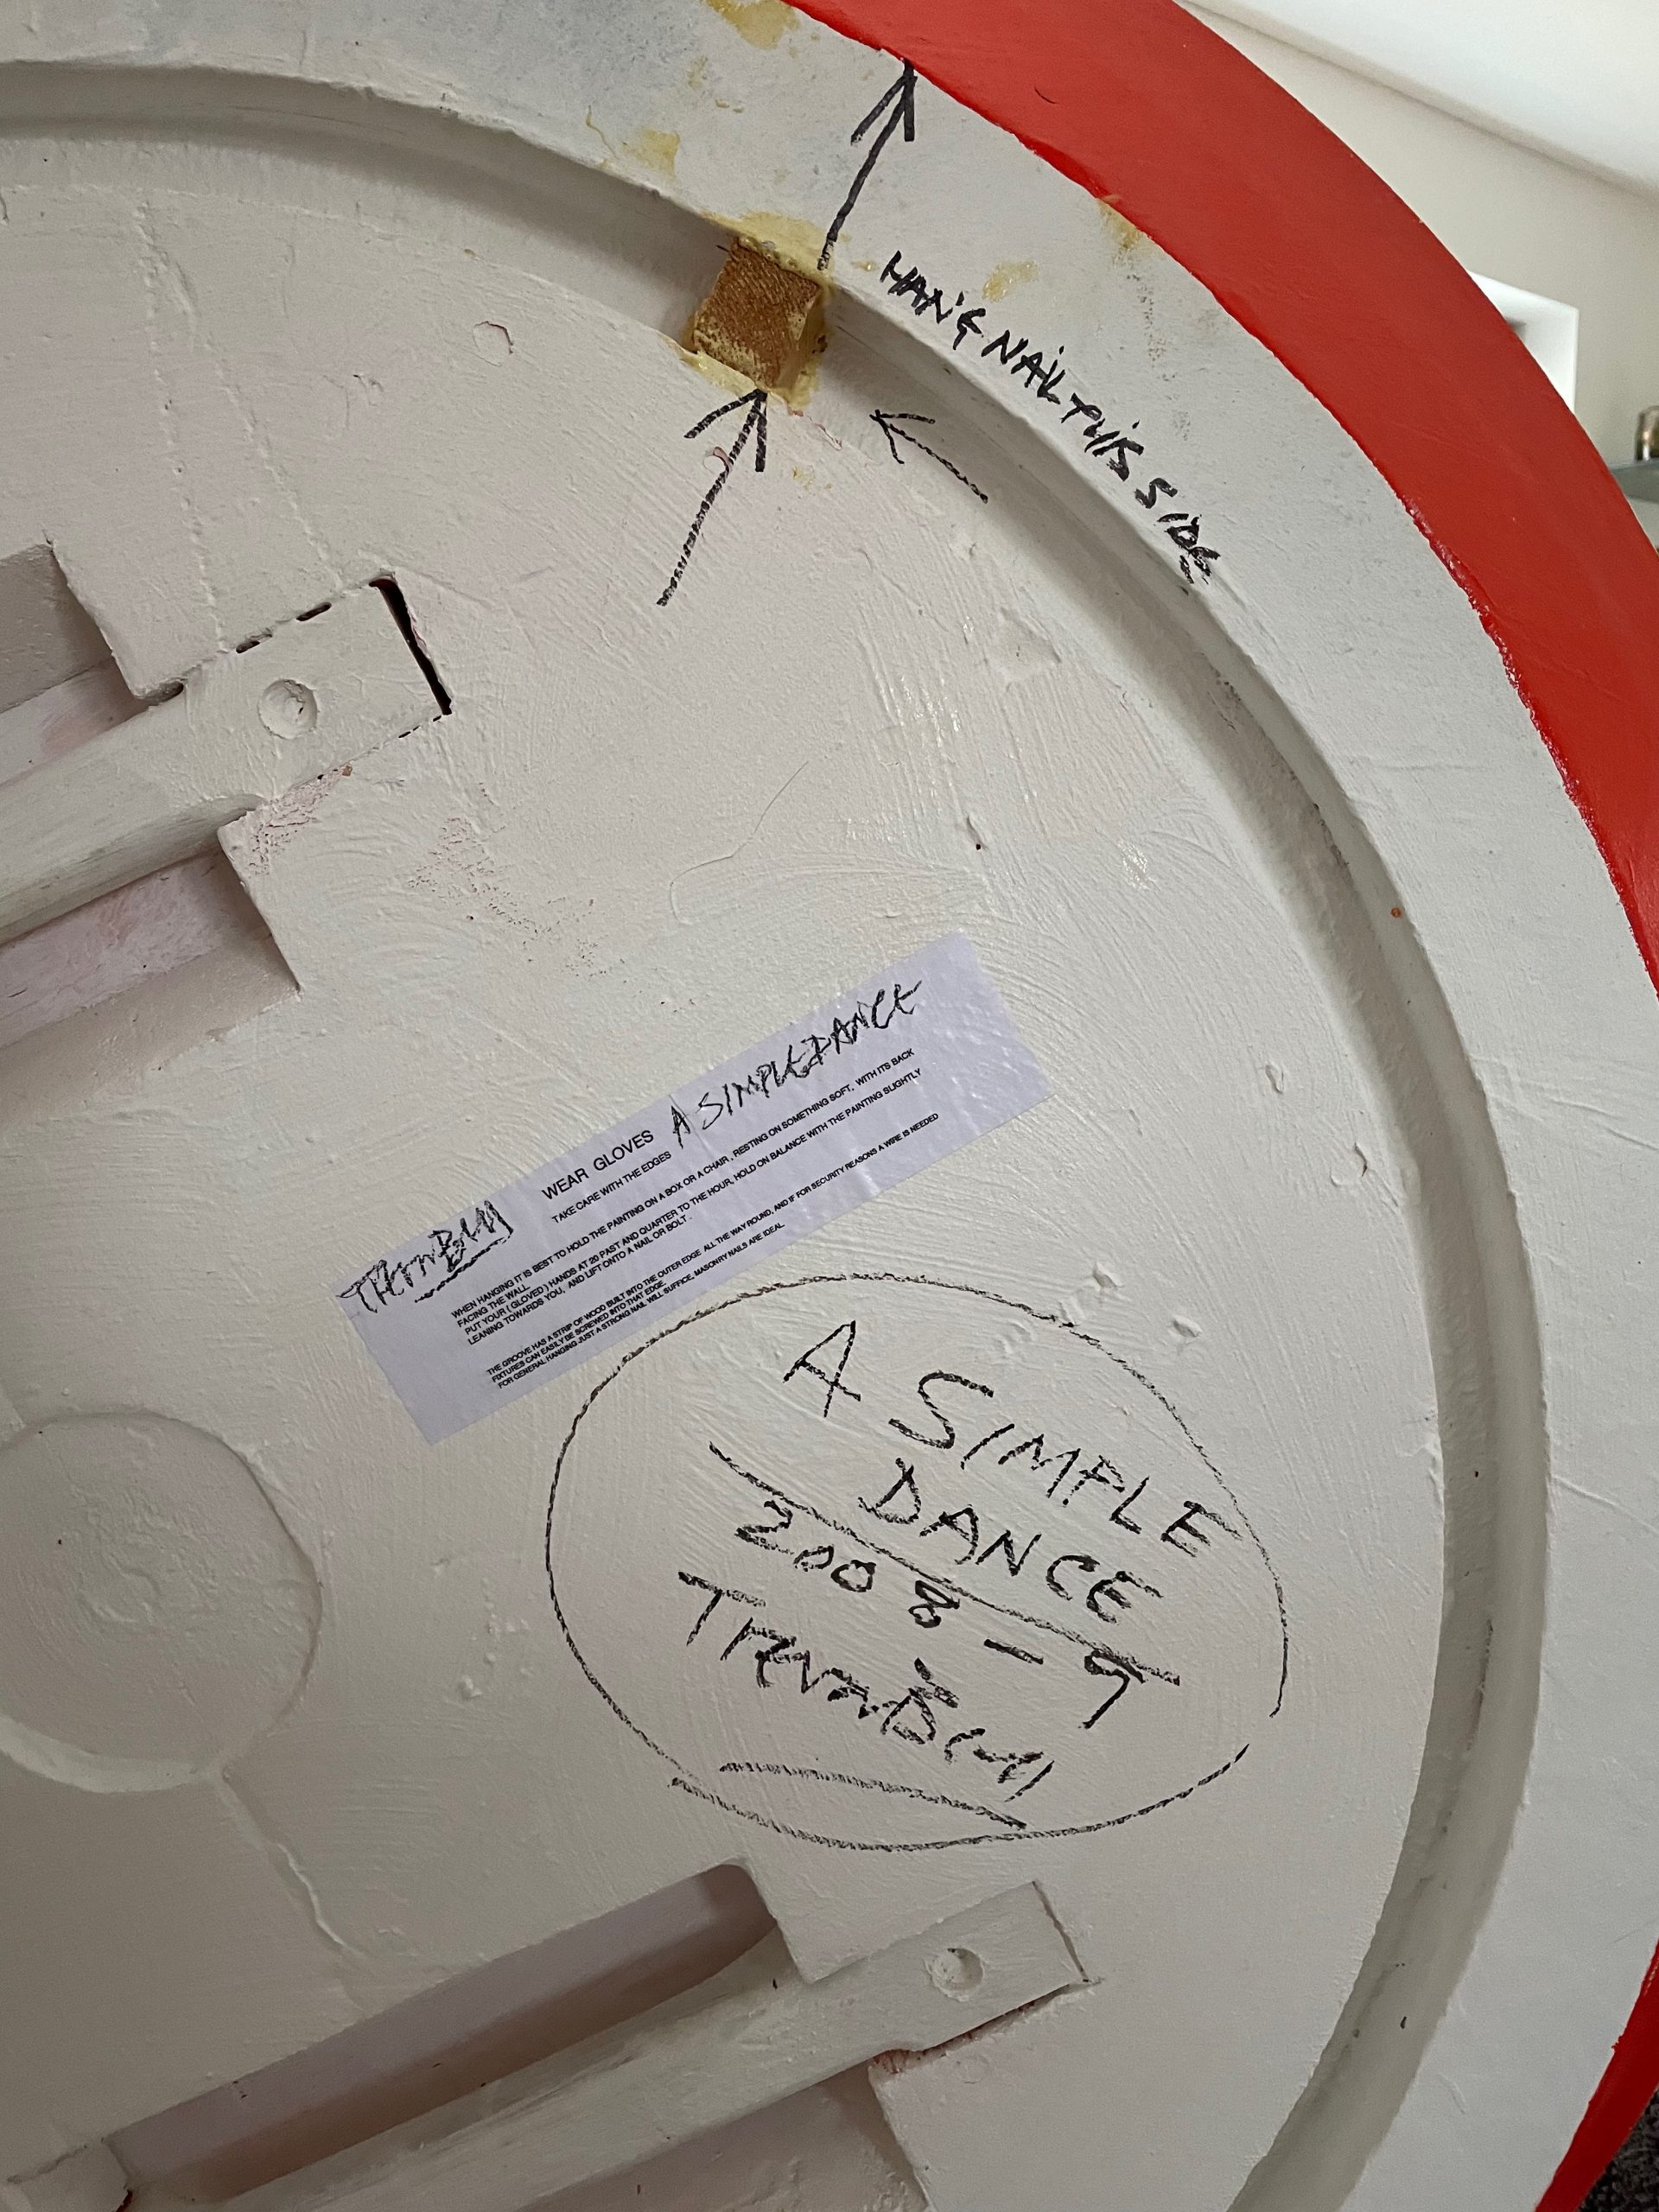 HANG NAIL THIS SIDE
A SIMPLE DANCE
WEAR GLOVES
TAKE CARE WITH THE EDGES
WHEN HANGING IT IS BEST TO HOLD THE PAINTING ON A BOX OR A CHAIR, RESTING ON SOMETHING SOFT, WITH ITS BACK
FACING THE WALL
PUT YOUR ( GLOVED ) HANDS AT 20 PAST AND QUARTER TO THE HOUR, HOLD ON BALANCE WITH THE PAINTING SLIGHTLY
LEANING TOWARDS YOU, AND LIFT ONTO A NAIL OR BOLT.
THE GROOVE HAS A STRIP OF WOOD BUILT INTO THE OUTER EDGE ALL THE WAY ROUND, AND IF FOR SECURITY REASONS A WIRE IS NEEDED
FIXTURES CAN EASILY BE SCREWED INTO THAT EDGE.
FOR GENERAL HANGING JUST A STRONG NAIL WILL SUFFICE, MASONRY NAILS ARE IDEAL
A SIMPLE
DANCE
2008-9